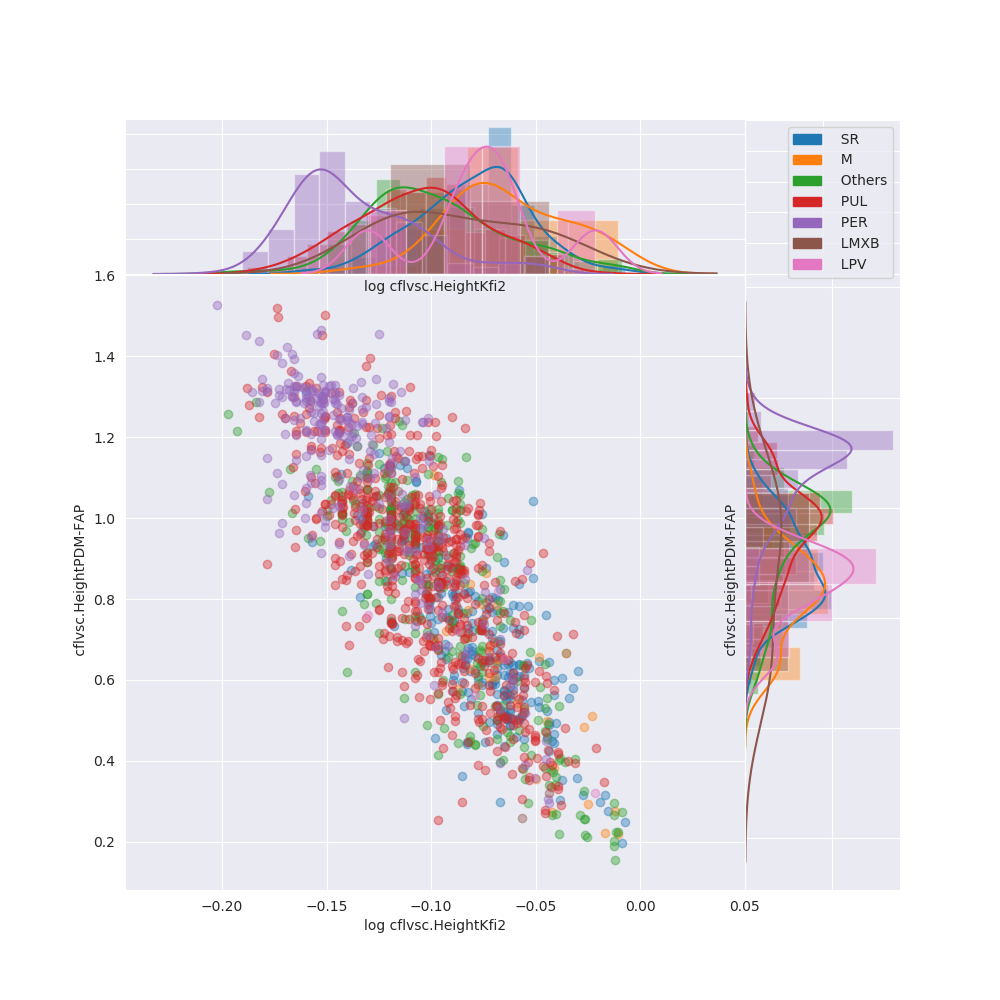 SR
M
Others
PUL
PER
LMXB
LPV
log cflvsc.HeightKfi2
1.6
1.4
1.2
1.0
0.8
0.6
0.4
0.2
cflvsc.HeightPDM-FAP
cflvsc.HeightPDM-FAP
−0.20
−0.15
−0.10
−0.05
0.00
0.05
log cflvsc.HeightKfi2